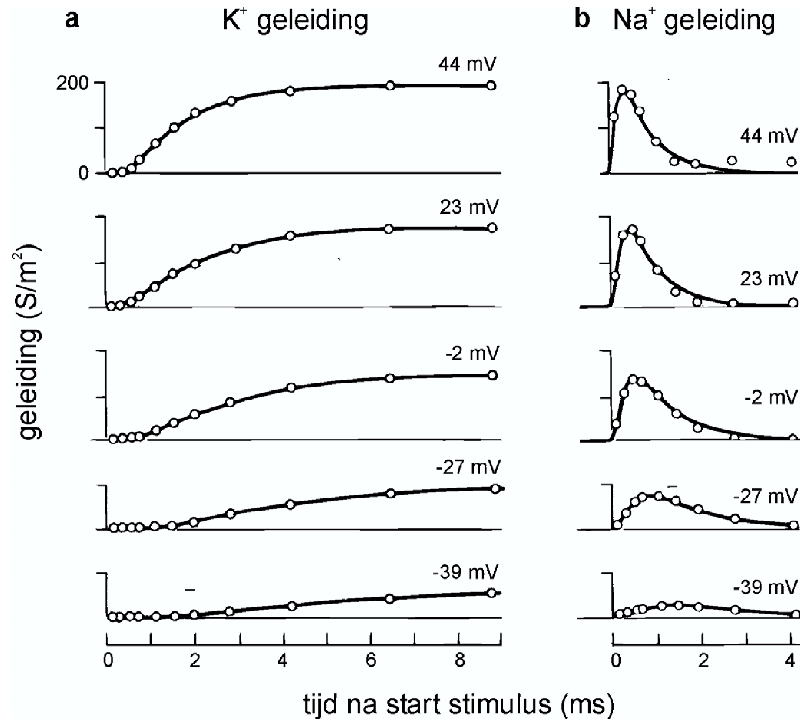 a K⁺ geleiding
b Na⁺ geleiding
geleiding (S/m²)
200
0
44 mV
23 mV
-2 mV
-27 mV
-39 mV
0 2 4 6 8
44 mV
23 mV
-2 mV
-27 mV
-39 mV
0 2 4
tijd na start stimulus (ms)